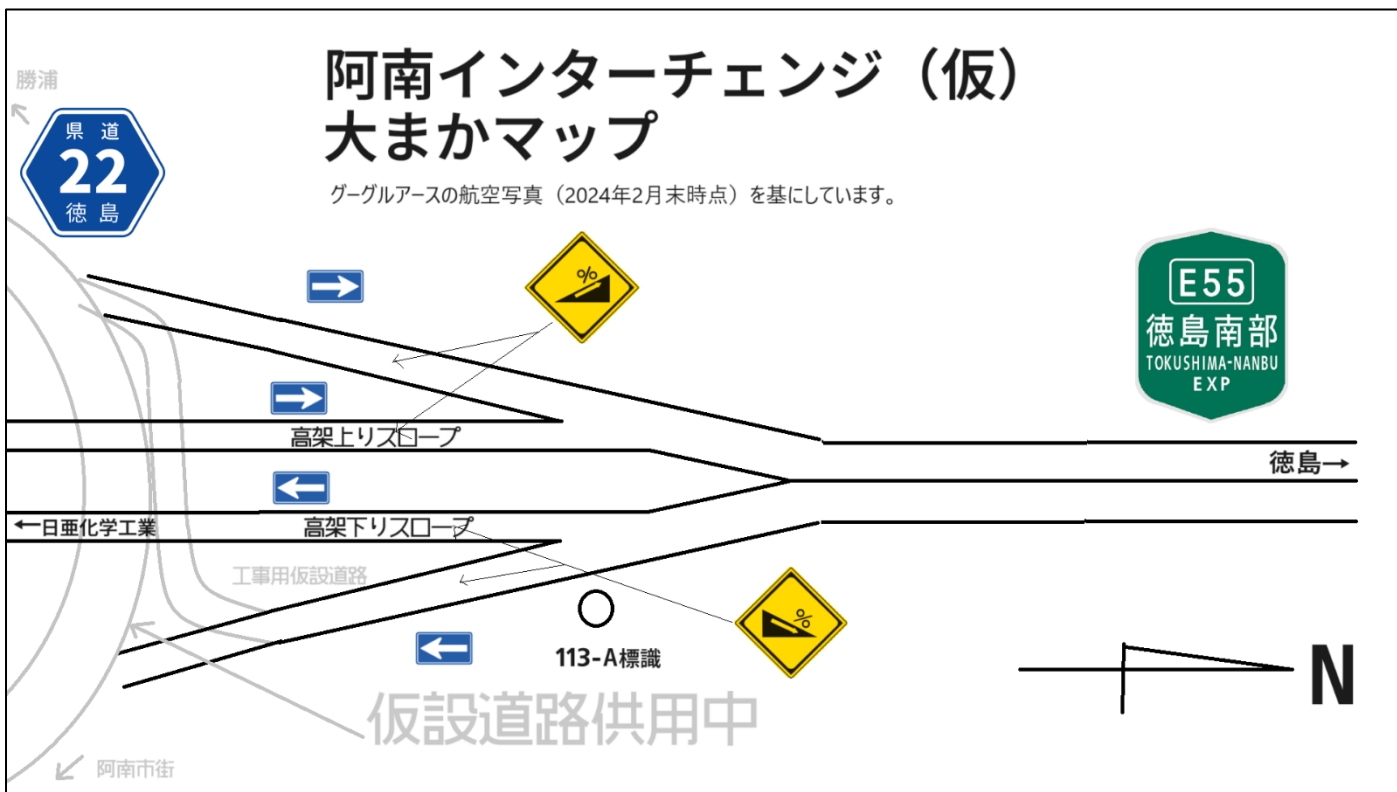 阿南インターチェンジ（仮）
大まかマップ
グーグルアースの航空写真（2024年2月末時点）を基にしています。
勝浦
県道
22
徳島
%
E55
徳島南部
TOKUSHIMA-NANBU
EXP
高架上りスロープ
徳島→
←日亜化学工業
高架下りスロープ
工事用仮設道路
%
113-A標識
N
仮設道路供用中
阿南市街